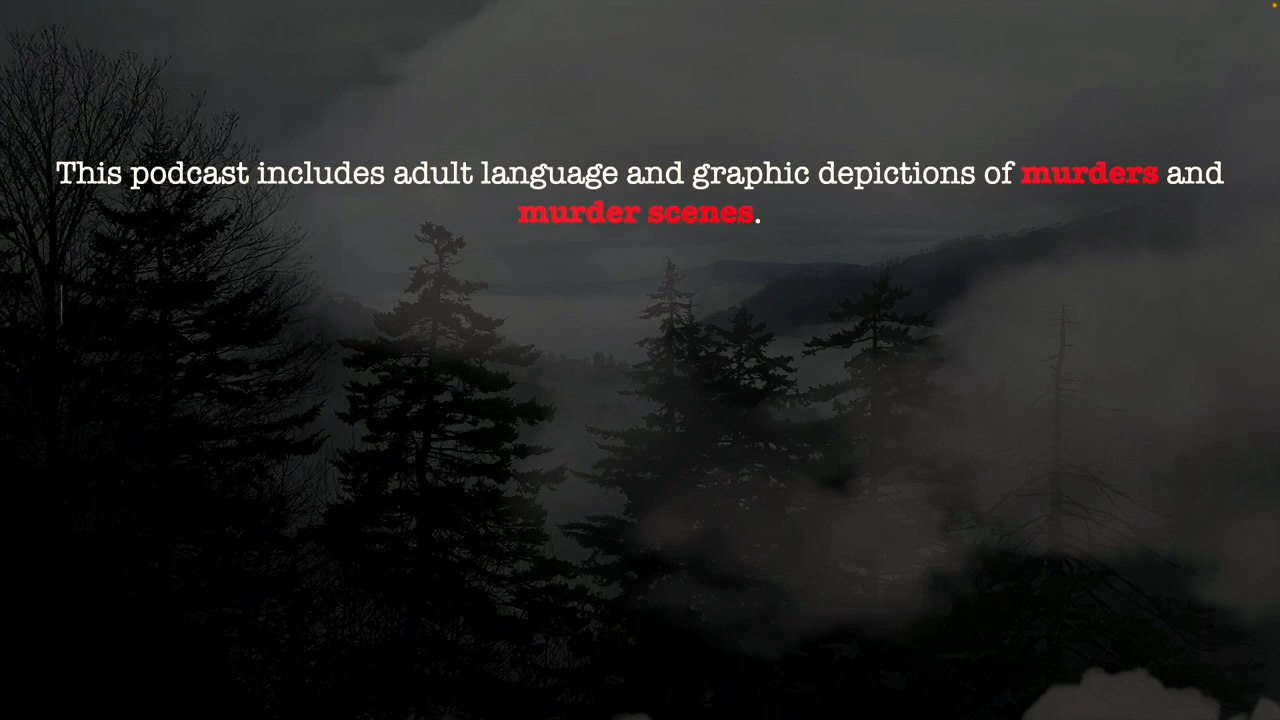 This podcast includes adult language and graphic depictions of murders and
murder scenes.